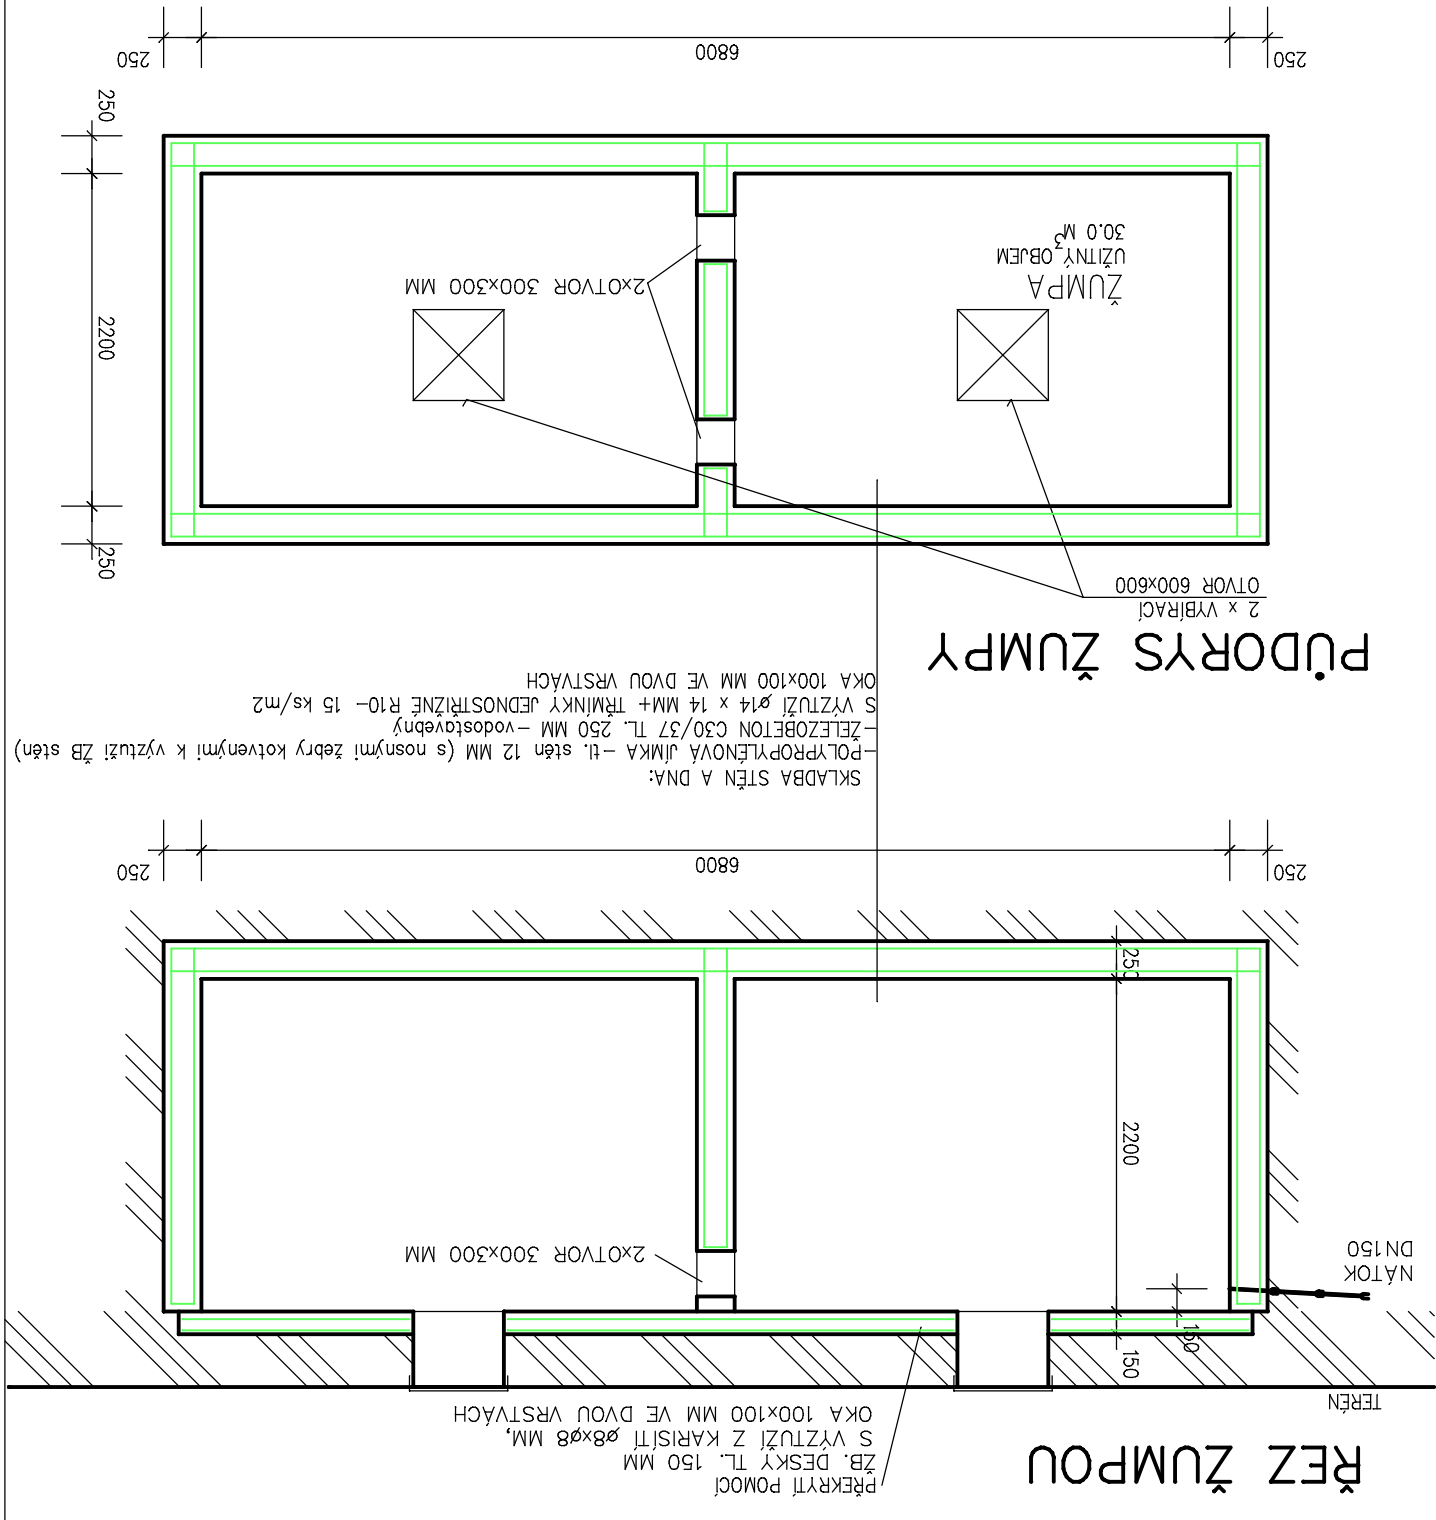 ŘEZ ŽUMPOU
PŘEKRYTÍ POMOCÍ
ŽB. DESKY TL. 150 MM
S VÝZTUŽÍ Z KARISÍTÍ ø8xø8 MM,
OKA 100x100 MM VE DVOU VRSTVÁCH
TERÉN
150
150
NÁTOK
DN150
2xOTVOR 300x300 MM
2200
250
250
6800
250
SKLADBA STĚN A DNA:
-POLYPROPYLÉNOVÁ JÍMKA -tl. stěn 12 MM (s nosnými žebry kotvenými k výztuži ŽB stěn)
-ŽELEZOBETON C30/37 TL. 250 MM -vodostavebný
S VÝZTUŽÍ ø14 x 14 MM+ TŘMÍNKY JEDNOSTŘIŽNÉ R10- 15 ks/m2
OKA 100x100 MM VE DVOU VRSTVÁCH
PŮDORYS ŽUMPY
2 x VYBÍRACÍ
OTVOR 600x600
250
2200
250
2xOTVOR 300x300 MM
ŽUMPA
UŽITNÝ OBJEM
30.0 M3
250
6800
250